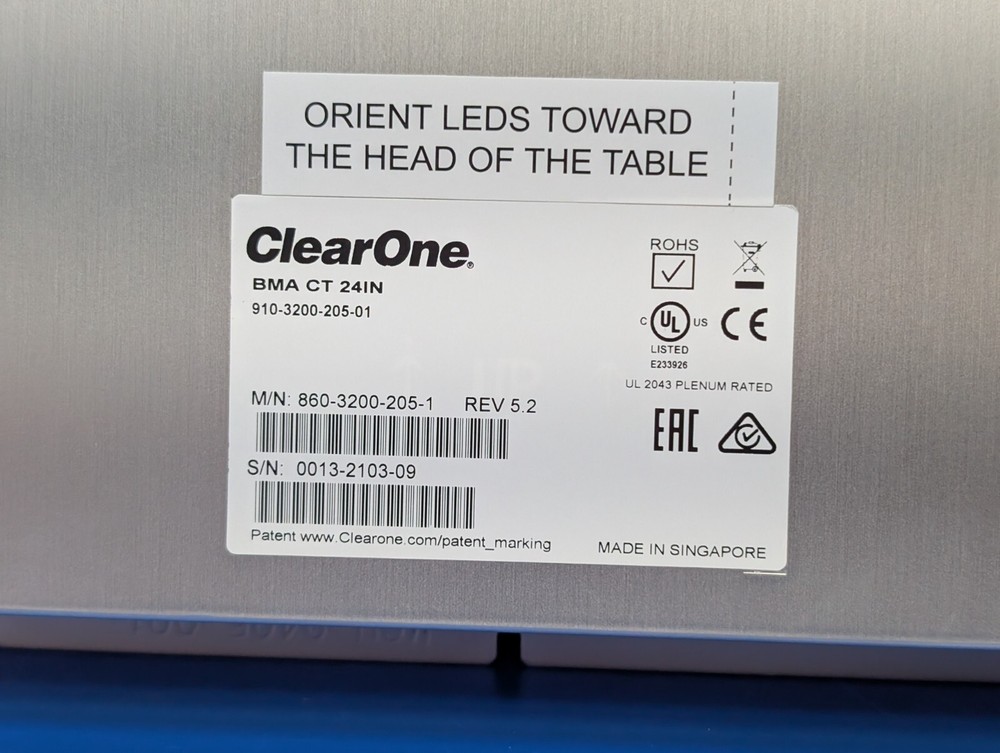 ORIENT LEDS TOWARD
THE HEAD OF THE TABLE
ClearOne®
BMA CT 24IN
910-3200-205-01
M/N: 860-3200-205-1 REV 5.2
S/N: 0013-2103-09
Patent www.Clearone.com/patent_marking
ROHS
C UL US
LISTED
E233926
CE
UL 2043 PLENUM RATED
EAC
MADE IN SINGAPORE